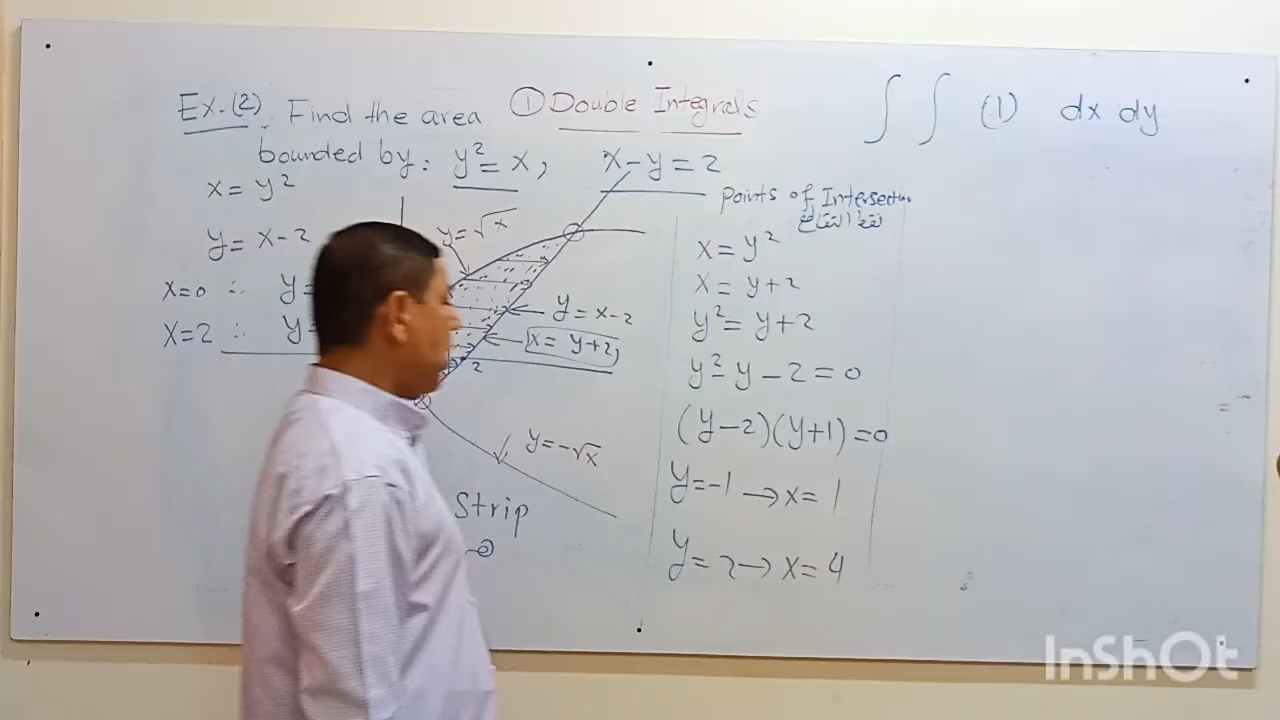 Ex.(2). Find the area
① Double Integrals
bounded by: y² = x, x-y = 2
∫ ∫ (1) dx dy
x = y²
y = x-2
x=0 ∴ y=
x=2 ∴ y=
y=√x
y = x-2
x = y+2
2
y = -√x
Strip
Points of Intersection
نقط التقاطع
x = y²
x = y+2
y² = y+2
y² - y - 2 = 0
(y-2)(y+1) = 0
y = -1 → x = 1
y = 2 → x = 4
InShOt